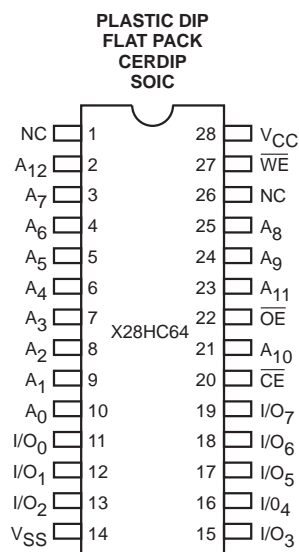 PLASTIC DIP
FLAT PACK
CERDIP
SOIC
NC 1 28 VCC
A12 2 27 WE
A7 3 26 NC
A6 4 25 A8
A5 5 24 A9
A4 6 23 A11
A3 7 22 OE
X28HC64
A2 8 21 A10
A1 9 20 CE
A0 10 19 I/O7
I/O0 11 18 I/O6
I/O1 12 17 I/O5
I/O2 13 16 I/04
VSS 14 15 I/O3